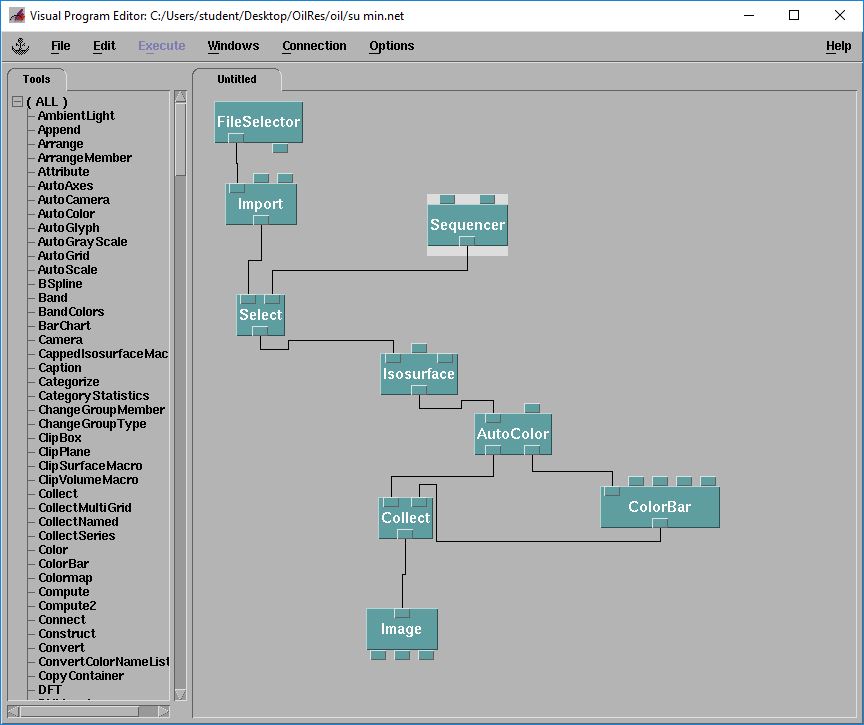 Visual Program Editor: C:/Users/student/Desktop/OilRes/oil/su min.net
File Edit Execute Windows Connection Options Help
Tools
Untitled
( ALL )
AmbientLight
Append
Arrange
ArrangeMember
Attribute
AutoAxes
AutoCamera
AutoColor
AutoGlyph
AutoGrayScale
AutoGrid
AutoScale
BSpline
Band
BandColors
BarChart
Camera
CappedIsosurfaceMac
Caption
Categorize
CategoryStatistics
ChangeGroupMember
ChangeGroupType
ClipBox
ClipPlane
ClipSurfaceMacro
ClipVolumeMacro
Collect
CollectMultiGrid
CollectNamed
CollectSeries
Color
ColorBar
Colormap
Compute
Compute2
Connect
Construct
Convert
ConvertColorNameList
CopyContainer
DFT
FileSelector
Import
Sequencer
Select
Isosurface
AutoColor
ColorBar
Collect
Image